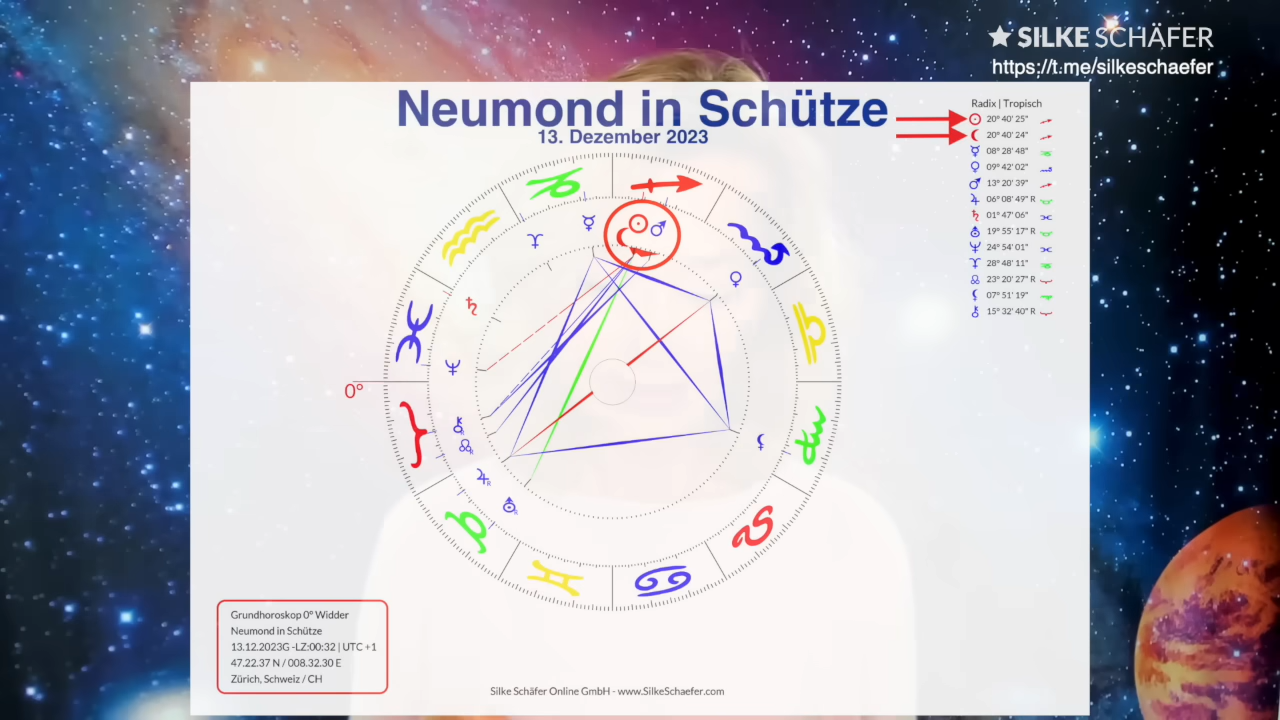 SILKE SCHÄFER
https://t.me/silkeschaefer
Neumond in Schütze
13. Dezember 2023
Radix | Tropisch
20° 40' 25"
20° 40' 24"
08° 28' 48"
09° 42' 02"
13° 20' 39"
06° 08' 49" R
01° 47' 06"
19° 55' 17" R
24° 54' 01"
28° 48' 11"
23° 20' 27" R
07° 51' 19"
15° 32' 40" R
0°
R
R
R
R
Grundhoroskop 0° Widder
Neumond in Schütze
13.12.2023G -LZ:00:32 | UTC +1
47.22.37 N / 008.32.30 E
Zürich, Schweiz / CH
Silke Schäfer Online GmbH - www.SilkeSchaefer.com